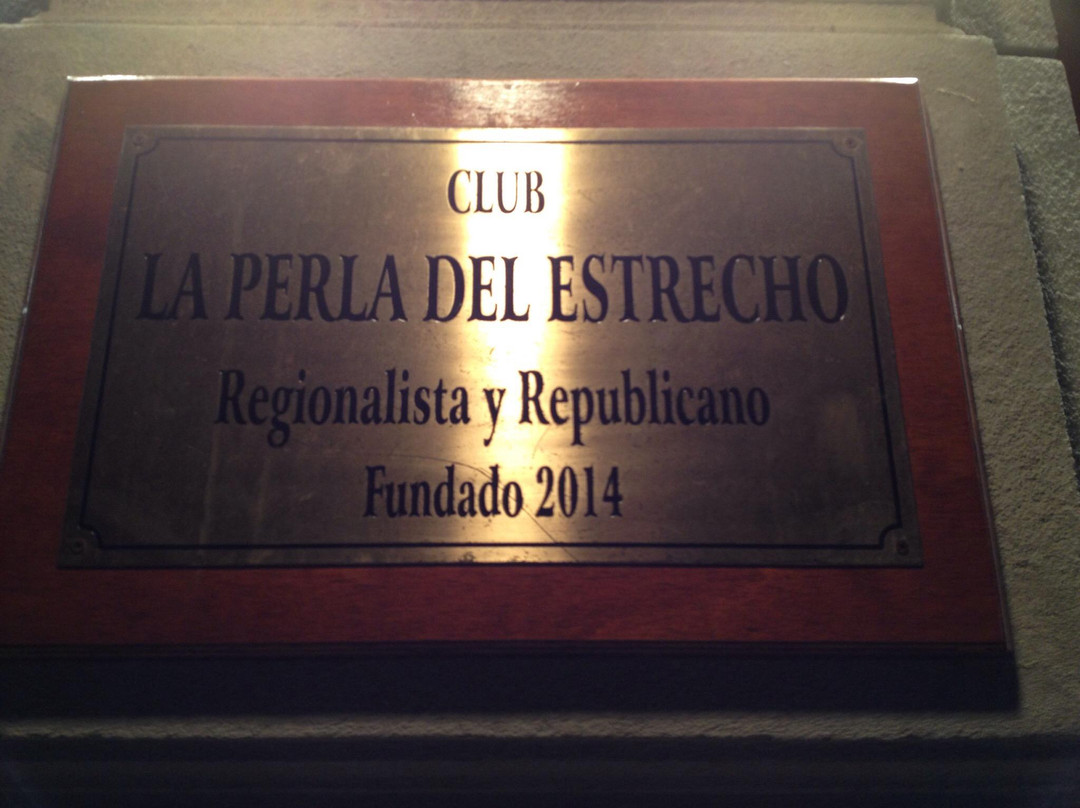 CLUB
LA PERLA DEL ESTRECHO
Regionalista y Republicano
Fundado 2014